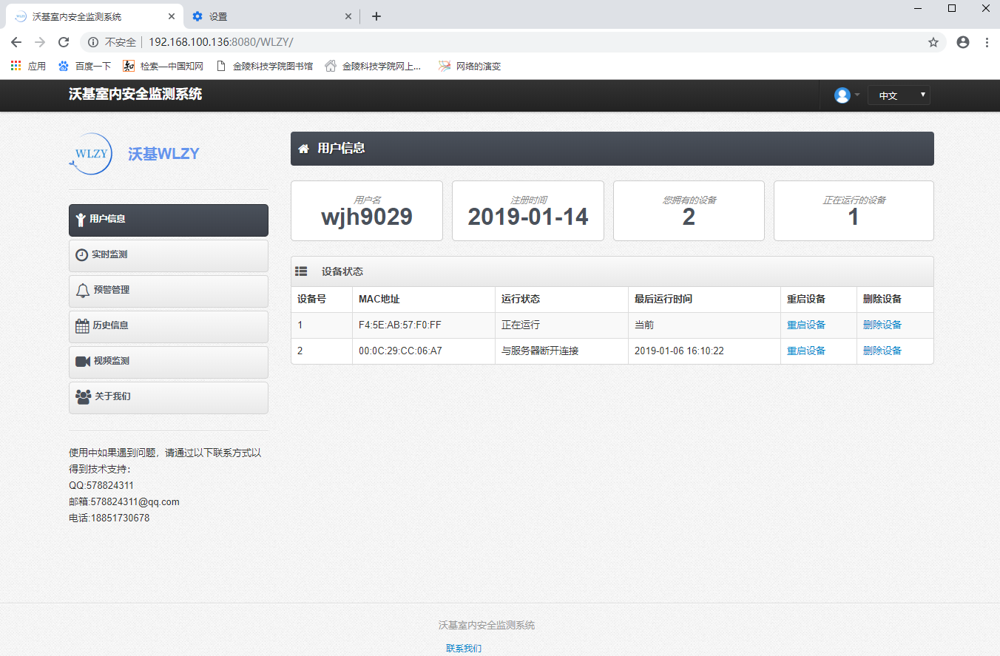 沃基室内安全监测系统
设置
不安全
192.168.100.136:8080/WLZY/
应用
百度一下
检索—中国知网
金陵科技学院图书馆
金陵科技学院网上...
网络的演变
沃基室内安全监测系统
中文
WLZY
沃基WLZY
用户信息
实时监测
预警管理
历史信息
视频监测
关于我们
使用中如果遇到问题，请通过以下联系方式以
得到技术支持：
QQ:578824311
邮箱:578824311@qq.com
电话:18851730678
用户信息
用户名
wjh9029
注册时间
2019-01-14
您拥有的设备
2
正在运行的设备
1
设备状态
设备号 MAC地址 运行状态 最后运行时间 重启设备 删除设备
1 F4:5E:AB:57:F0:FF 正在运行 当前 重启设备 删除设备
2 00:0C:29:CC:06:A7 与服务器断开连接 2019-01-06 16:10:22 重启设备 删除设备
沃基室内安全监测系统
联系我们